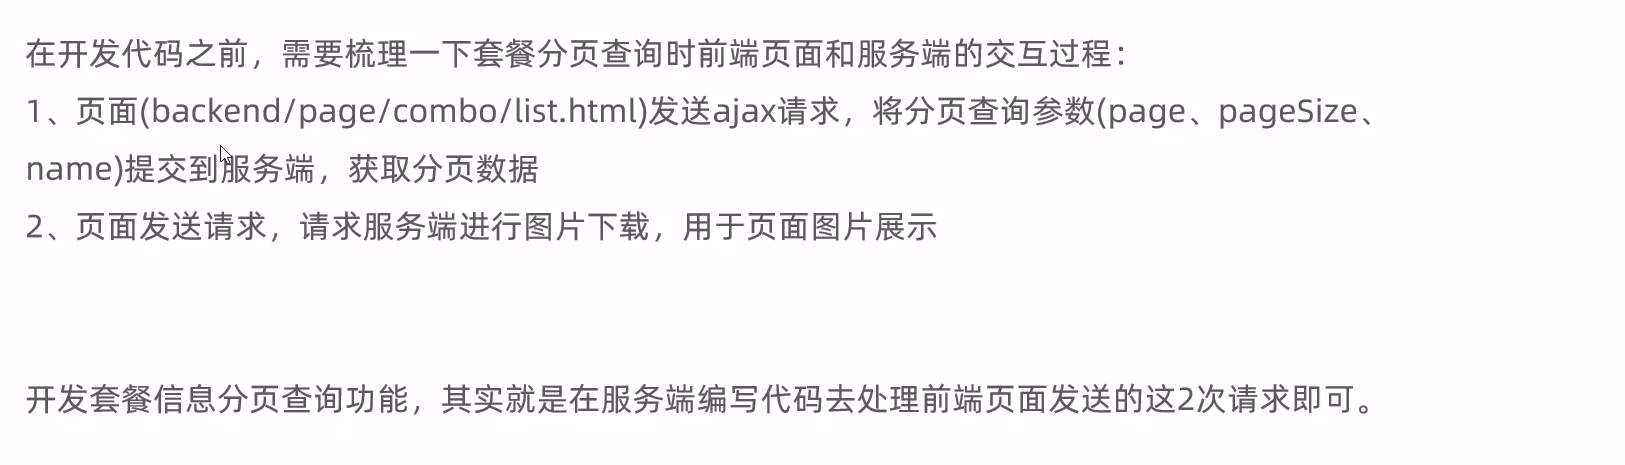 在开发代码之前，需要梳理一下套餐分页查询时前端页面和服务端的交互过程：
1、页面(backend/page/combo/list.html)发送ajax请求，将分页查询参数(page、pageSize、
name)提交到服务端，获取分页数据
2、页面发送请求，请求服务端进行图片下载，用于页面图片展示
开发套餐信息分页查询功能，其实就是在服务端编写代码去处理前端页面发送的这2次请求即可。